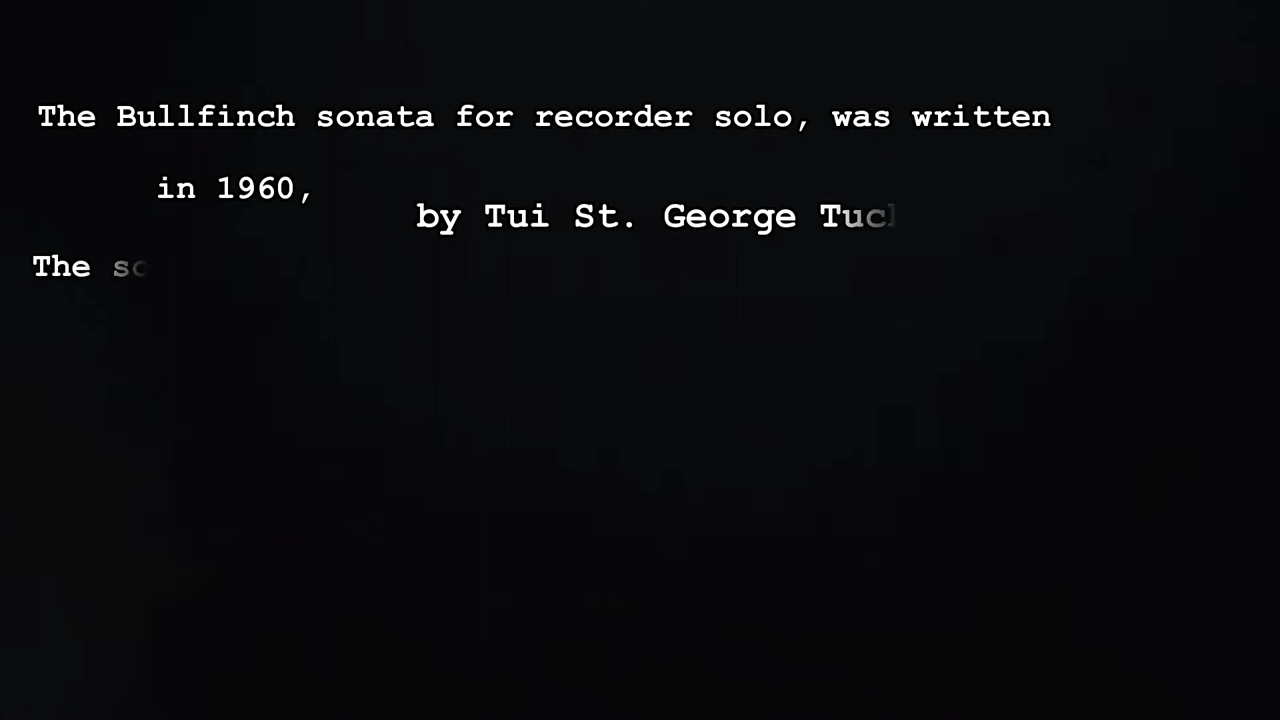 The Bullfinch sonata for recorder solo, was written
in 1960,
by Tui St. George
The